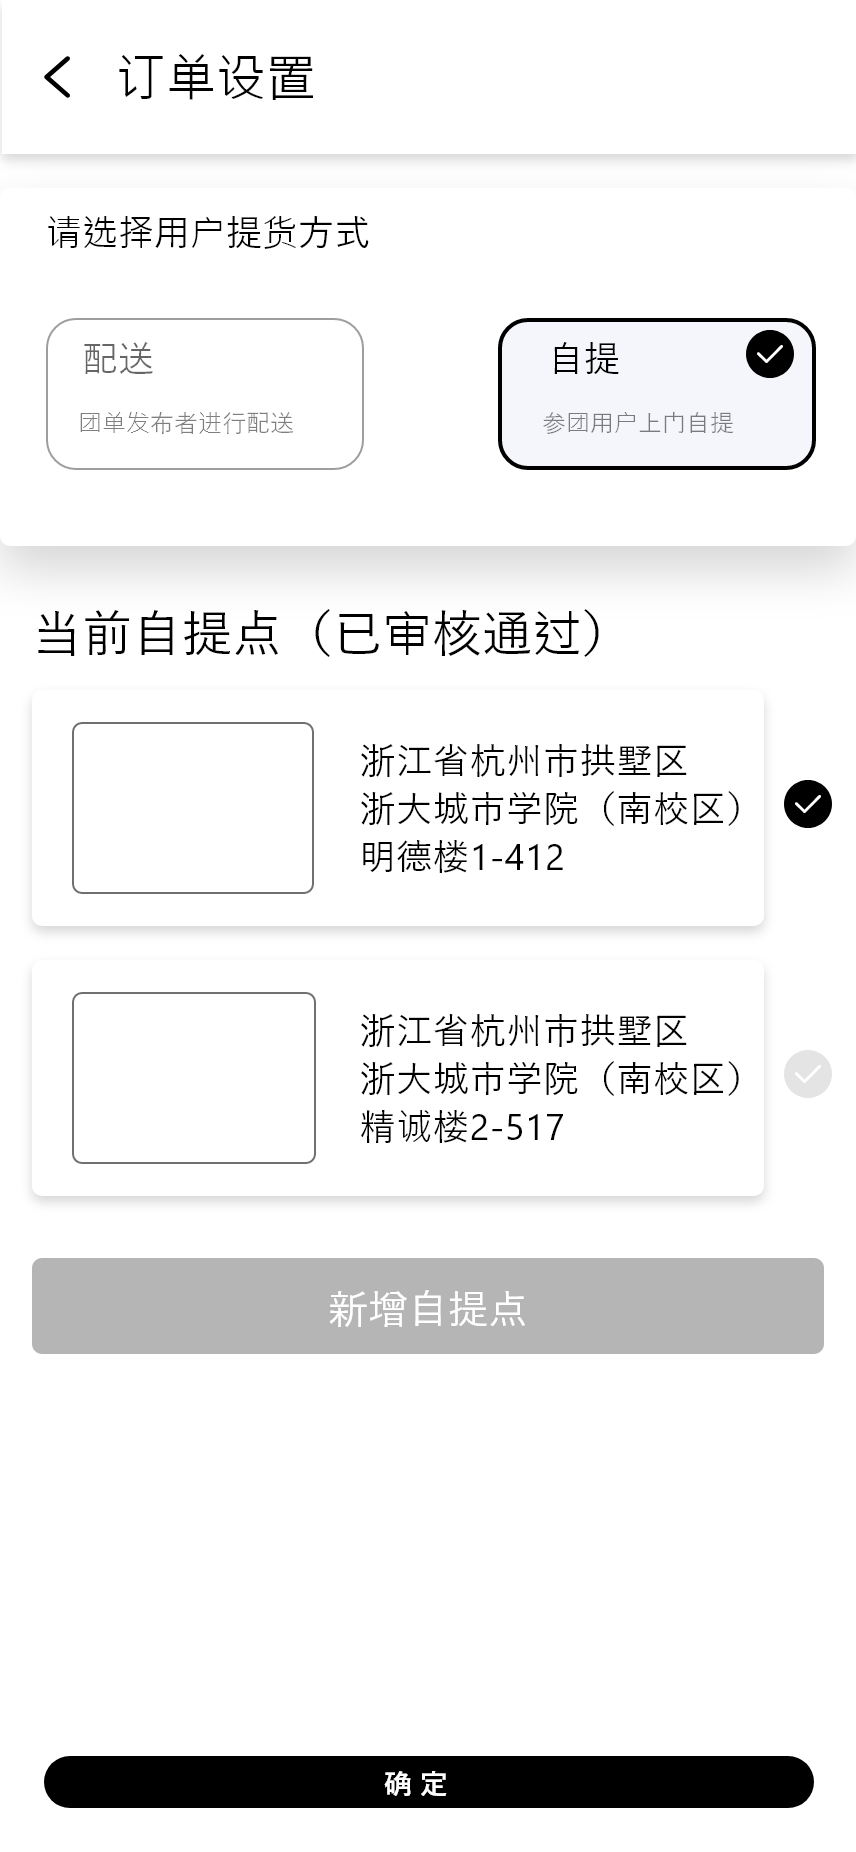 订单设置
请选择用户提货方式
配送
团单发布者进行配送
自提
参团用户上门自提
当前自提点（已审核通过）
浙江省杭州市拱墅区
浙大城市学院（南校区）
明德楼1-412
浙江省杭州市拱墅区
浙大城市学院（南校区）
精诚楼2-517
新增自提点
确定